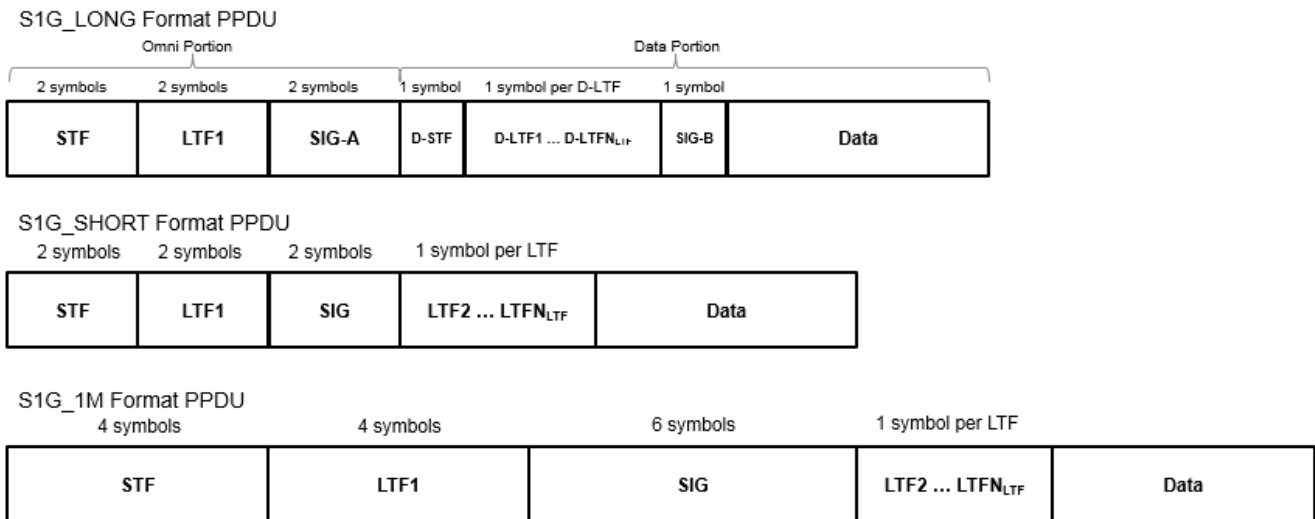 S1G_LONG Format PPDU
Omni Portion Data Portion
2 symbols 2 symbols 2 symbols 1 symbol 1 symbol per D-LTF 1 symbol
STF LTF1 SIG-A D-STF D-LTF1 ... D-LTFN_LTF SIG-B Data
S1G_SHORT Format PPDU
2 symbols 2 symbols 2 symbols 1 symbol per LTF
STF LTF1 SIG LTF2 ... LTFN_LTF Data
S1G_1M Format PPDU
4 symbols 4 symbols 6 symbols 1 symbol per LTF
STF LTF1 SIG LTF2 ... LTFN_LTF Data